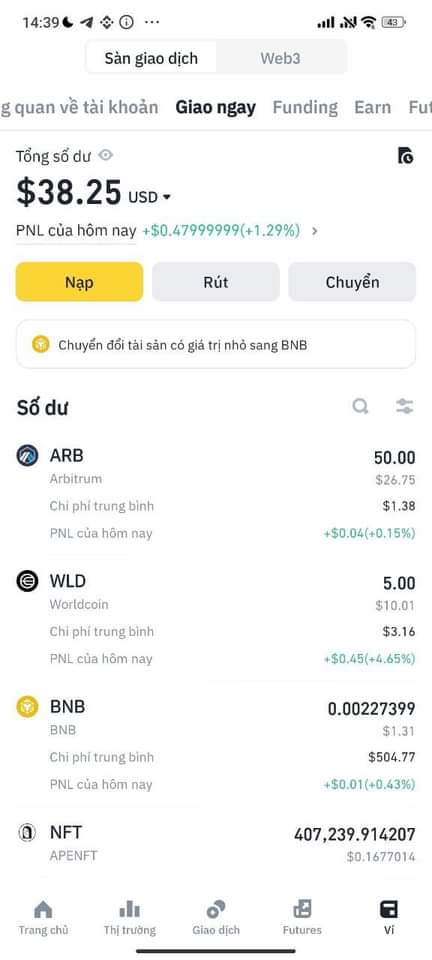 14:39
43
Sàn giao dịch Web3
g quan về tài khoản Giao ngay Funding Earn Fut
Tổng số dư
$38.25 USD
PNL của hôm nay +$0.47999999(+1.29%)
Nạp Rút Chuyển
Chuyển đổi tài sản có giá trị nhỏ sang BNB
Số dư
ARB 50.00
Arbitrum $26.75
Chi phí trung bình $1.38
PNL của hôm nay +$0.04(+0.15%)
WLD 5.00
Worldcoin $10.01
Chi phí trung bình $3.16
PNL của hôm nay +$0.45(+4.65%)
BNB 0.00227399
BNB $1.31
Chi phí trung bình $504.77
PNL của hôm nay +$0.01(+0.43%)
NFT 407,239.914207
APENFT $0.1677014
Trang chủ Thị trường Giao dịch Futures Ví